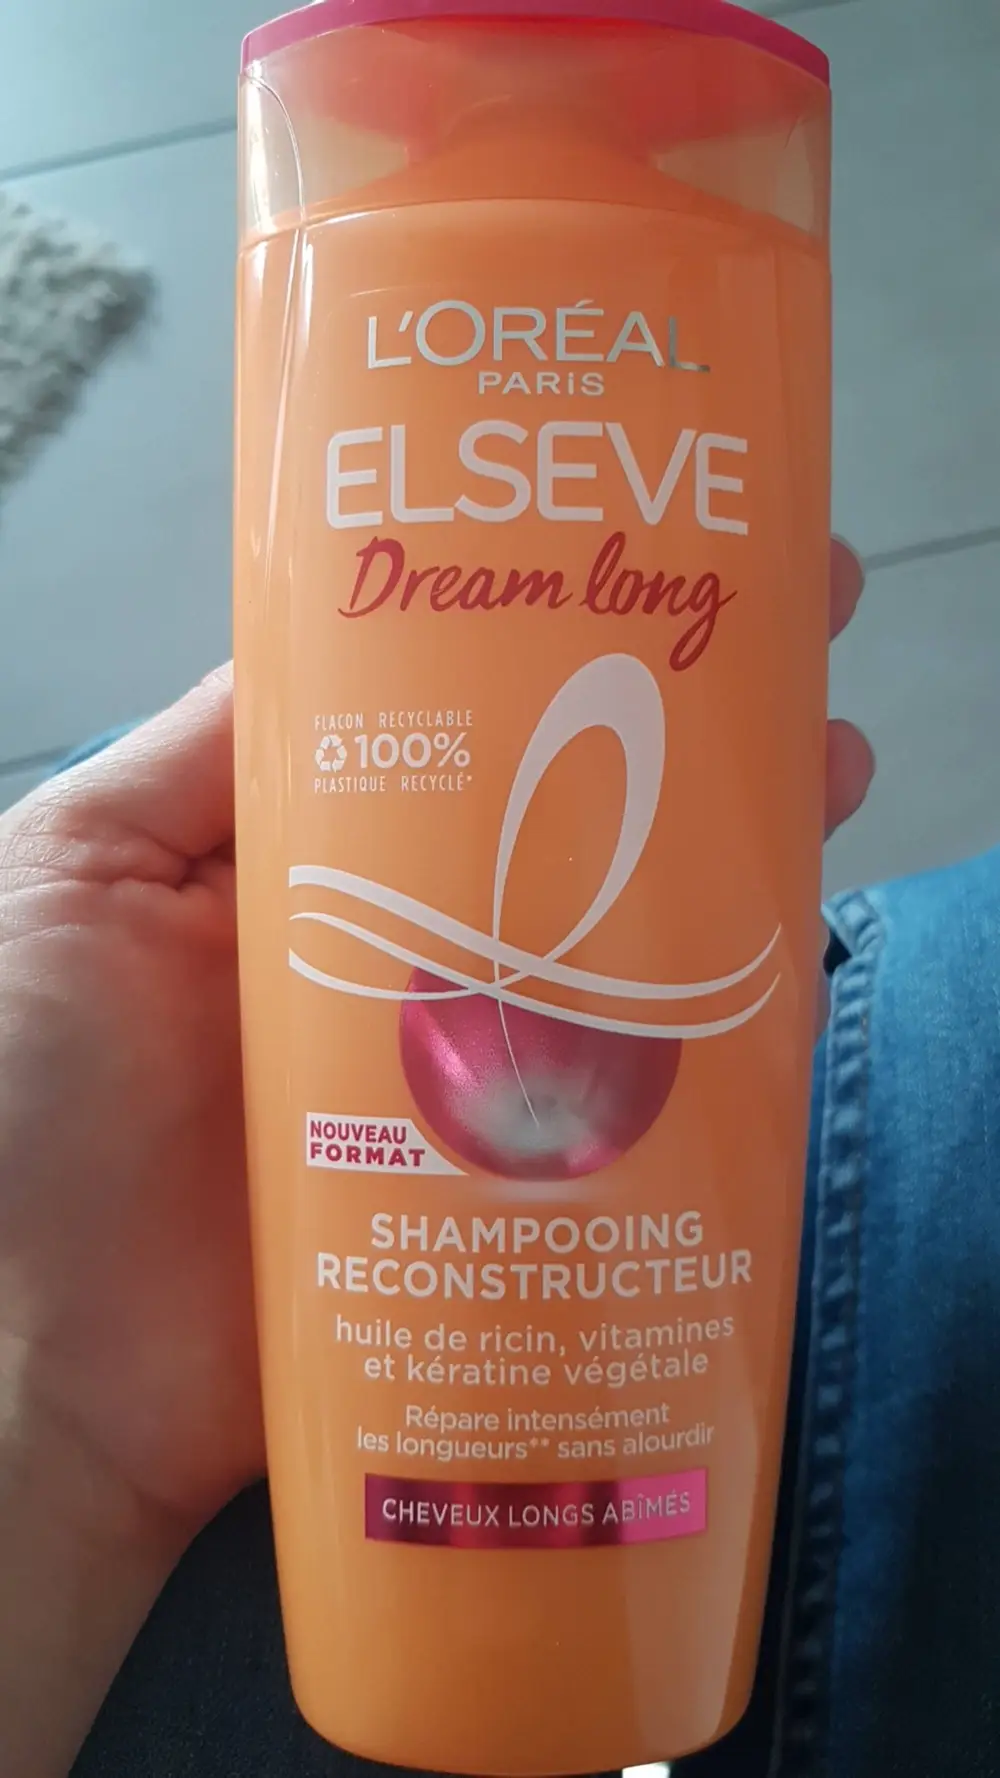 L'ORÉAL
PARIS
ELSEVE
Dream long
FLACON RECYCLABLE
100%
PLASTIQUE RECYCLÉ*
NOUVEAU
FORMAT
SHAMPOOING
RECONSTRUCTEUR
huile de ricin, vitamines
et kératine végétale
Répare intensément
les longueurs** sans alourdir
CHEVEUX LONGS ABÎMÉS